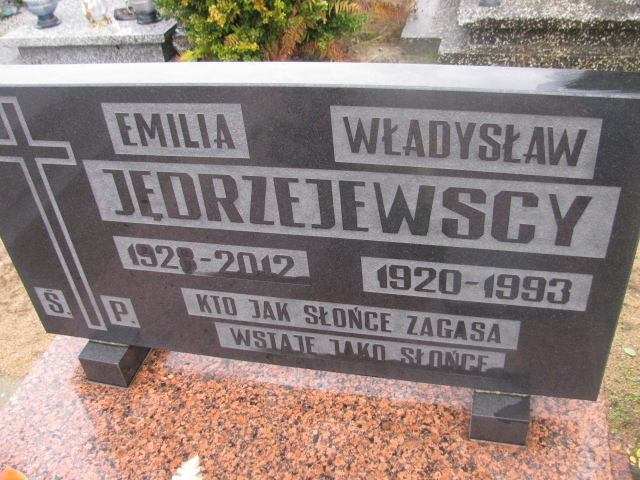 EMILIA WŁADYSŁAW
JĘDRZEJEWSCY
1928-2012 1920-1993
KTO JAK SŁOŃCE ZAGASA
WSTAJE JAKO SŁOŃCE
Ś. P.